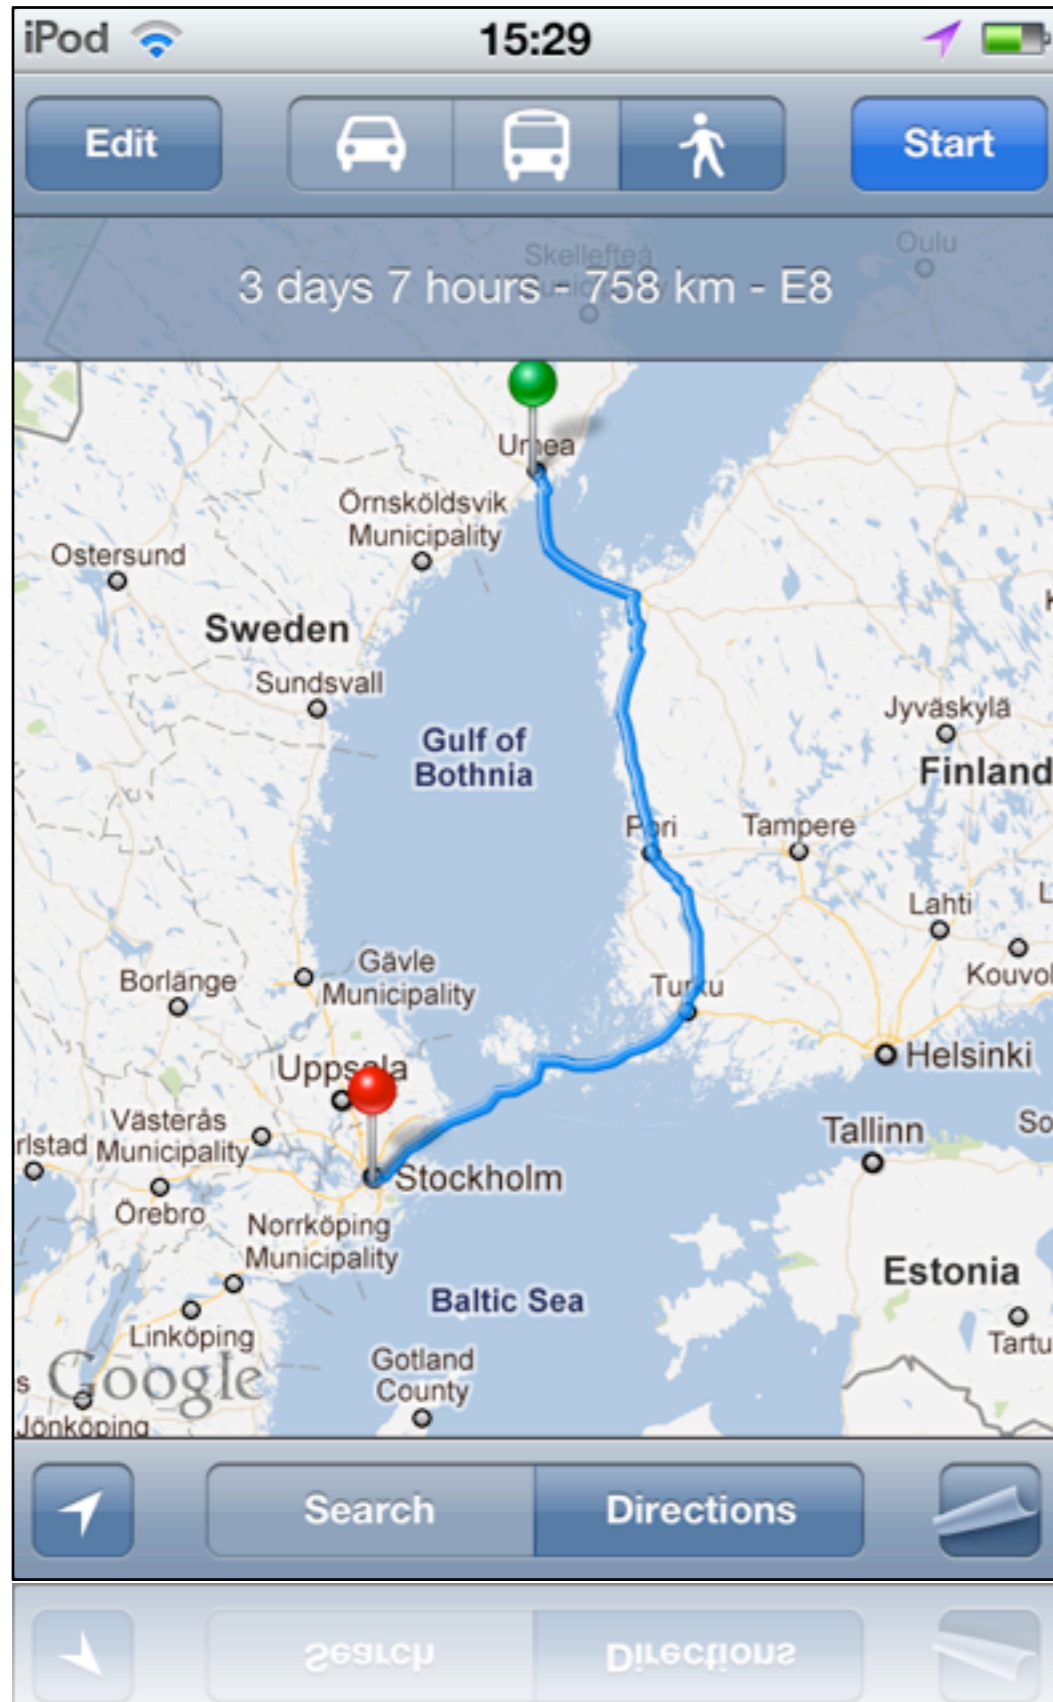 iPod
15:29
Edit
Start
Skellefteå
Oulu
3 days 7 hours - 758 km - E8
Umea
Örnsköldsvik
Municipality
Ostersund
Sweden
Sundsvall
Jyväskylä
Gulf of
Bothnia
Finland
Pori
Tampere
Lahti
Gävle
Municipality
Borlänge
Turku
Uppsala
Helsinki
Västerås
Municipality
Tallinn
Stockholm
Örebro
Norrköping
Municipality
Estonia
Baltic Sea
Linköping
Tartu
Gotland
County
Google
Jönköping
Search
Directions
Search
Directions